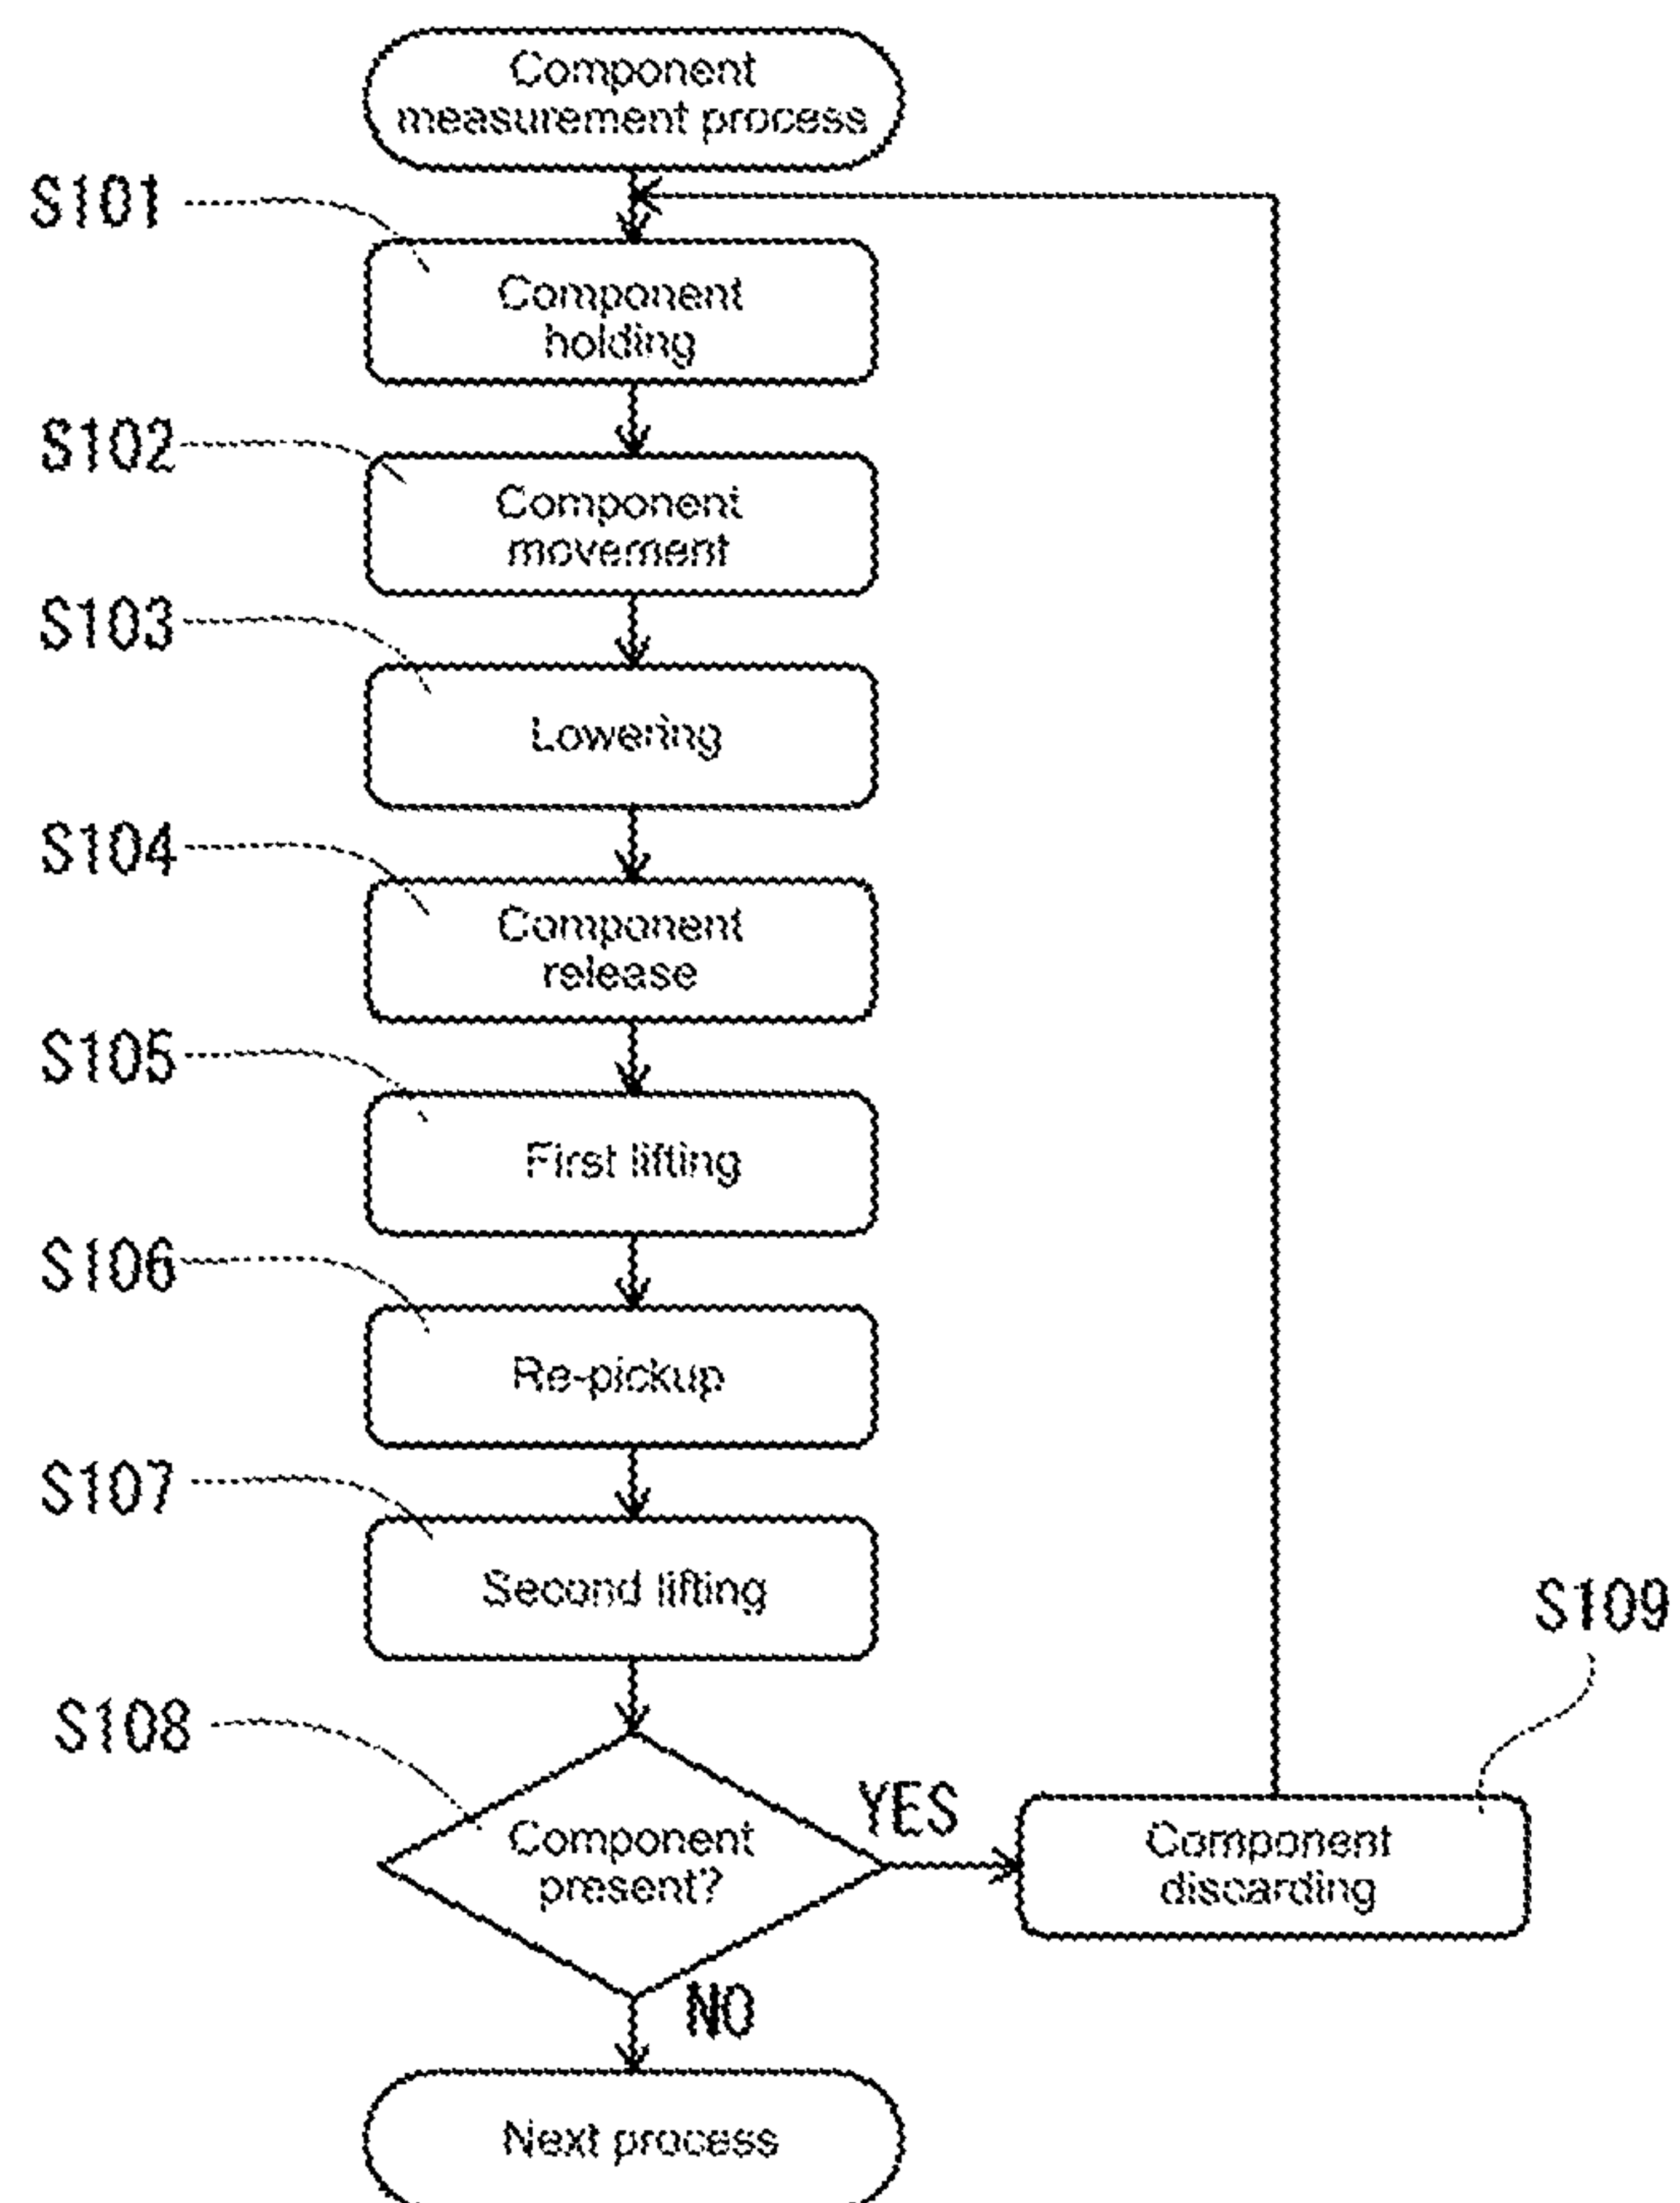 Component
measurement process
S101
Component
holding
S102
Component
movement
S103
Lowering
S104
Component
release
S105
First lifting
S106
Re-pickup
S107
Second lifting
S109
S108
YES
Component
present?
Component
discarding
NO
Next process